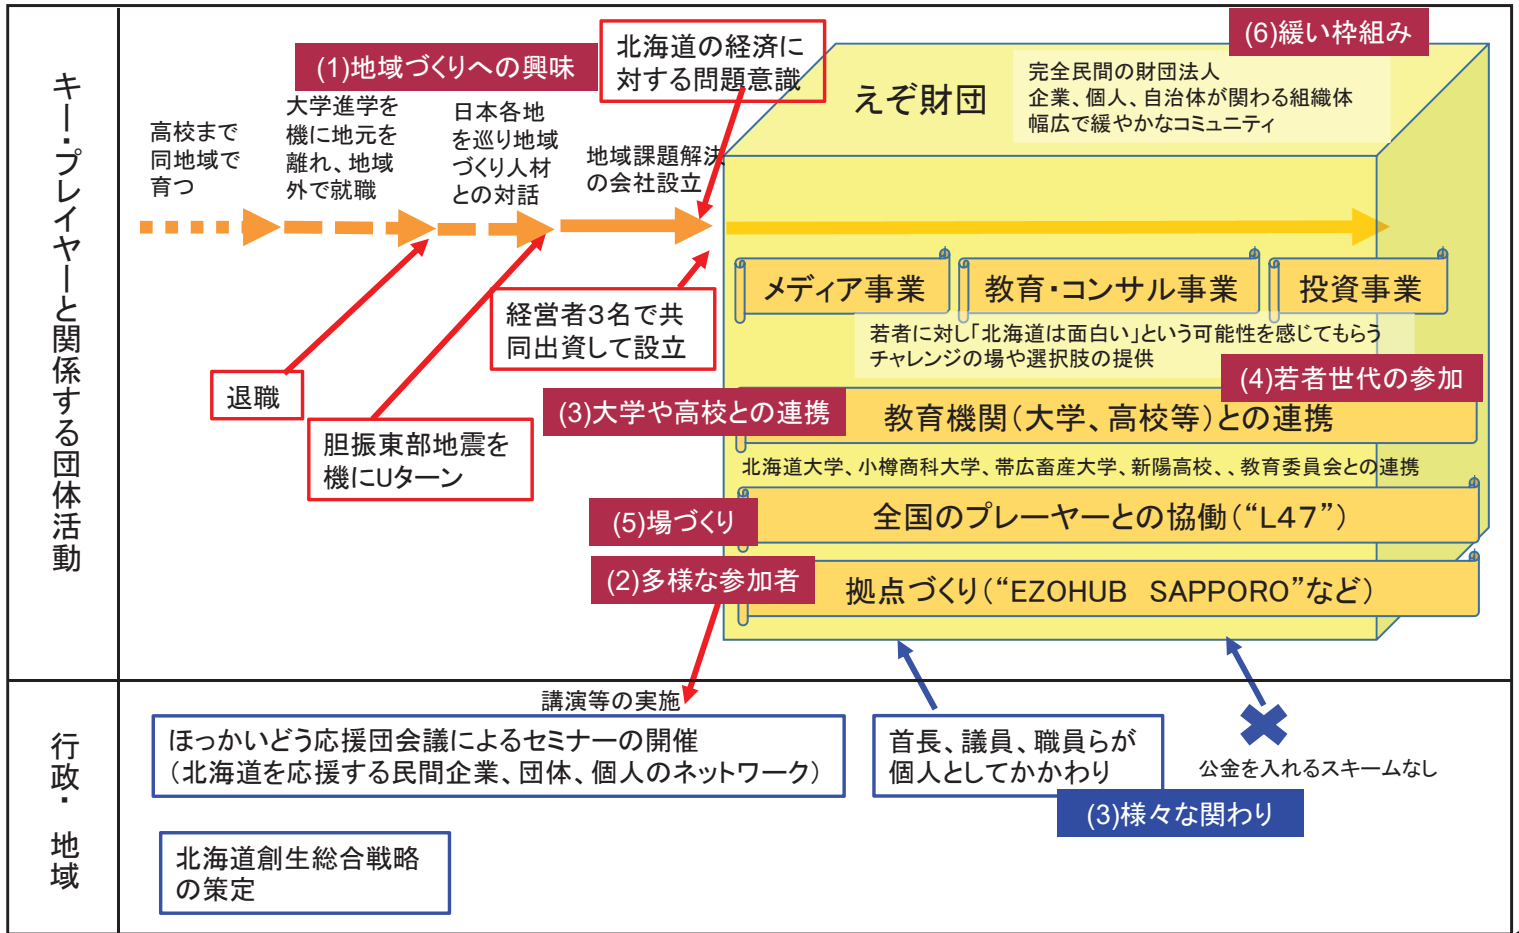 キー・プレイヤーと関係する団体活動
(1)地域づくりへの興味
高校まで
同地域で
育つ
大学進学を
機に地元を
離れ、地域
外で就職
日本各地
を巡り地域
づくり人材
との対話
地域課題解決
の会社設立
北海道の経済に
対する問題意識
退職
胆振東部地震を
機にUターン
経営者3名で共
同出資して設立
(6)緩い枠組み
えぞ財団
完全民間の財団法人
企業、個人、自治体が関わる組織体
幅広で緩やかなコミュニティ
メディア事業
教育・コンサル事業
投資事業
若者に対し「北海道は面白い」という可能性を感じてもらう
チャレンジの場や選択肢の提供
(4)若者世代の参加
(3)大学や高校との連携
教育機関(大学、高校等)との連携
北海道大学、小樽商科大学、帯広畜産大学、新陽高校、、教育委員会との連携
(5)場づくり
全国のプレーヤーとの協働(“L47”)
(2)多様な参加者
拠点づくり(“EZOHUB SAPPORO”など)
行政・地域
講演等の実施
ほっかいどう応援団会議によるセミナーの開催
(北海道を応援する民間企業、団体、個人のネットワーク)
首長、議員、職員らが
個人としてかかわり
公金を入れるスキームなし
(3)様々な関わり
北海道創生総合戦略
の策定